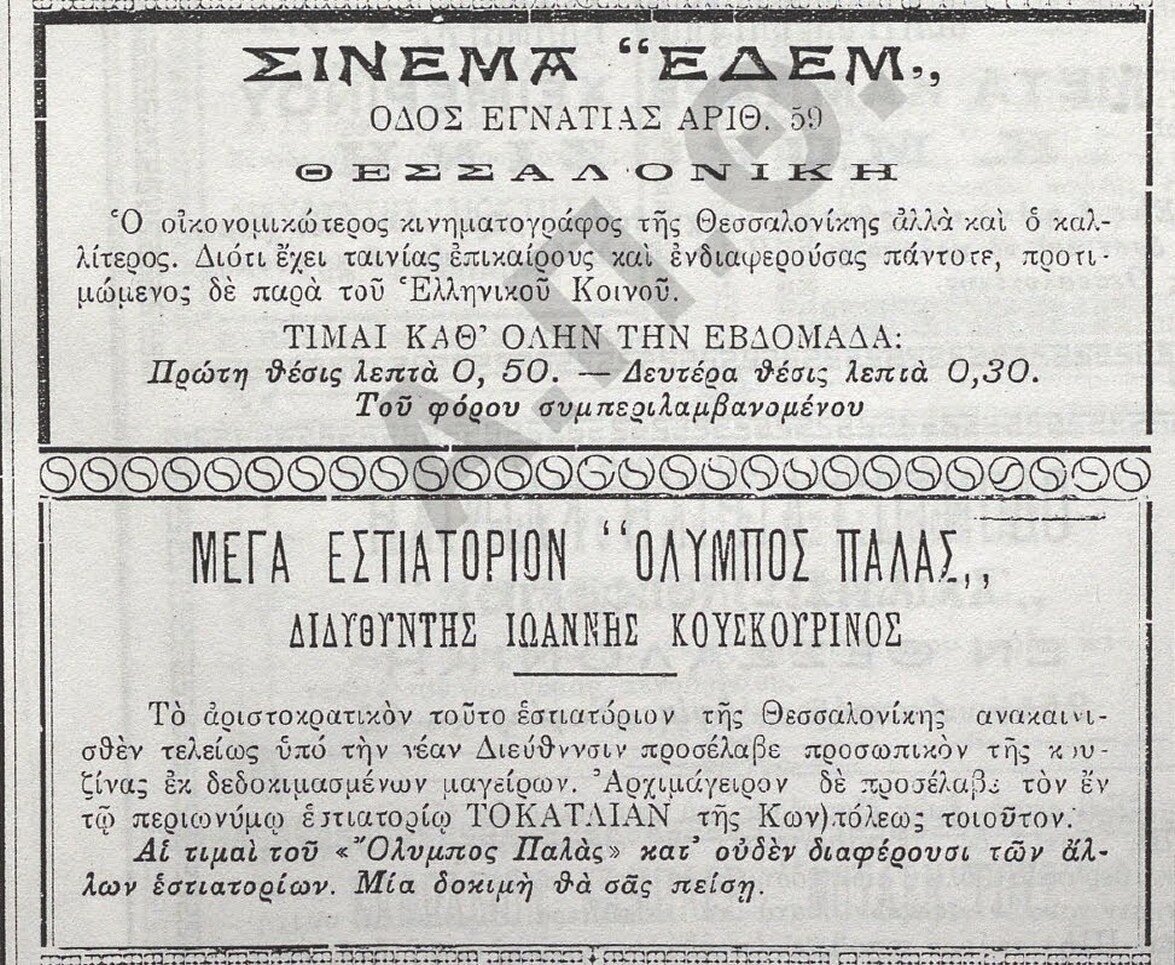 ΣΙΝΕΜΑ “ΕΔΕΜ„
ΟΔΟΣ ΕΓΝΑΤΙΑΣ ΑΡΙΘ. 59
ΘΕΣΣΑΛΟΝΙΚΗ
Ὁ οἰκονομικώτερος κινηματογράφος τῆς Θεσσαλονίκης ἀλλὰ καὶ ὁ καλ-
λίτερος. Διότι ἔχει ταινίας ἐπικαίρους καὶ ἐνδιαφερούσας πάντοτε, προτι-
μώμενος δὲ παρὰ τοῦ Ἑλληνικοῦ Κοινοῦ.
ΤΙΜΑΙ ΚΑΘ’ ΟΛΗΝ ΤΗΝ ΕΒΔΟΜΑΔΑ:
Πρώτη θέσις λεπτὰ 0, 50. — Δευτέρα θέσις λεπτὰ 0,30.
Τοῦ φόρου συμπεριλαμβανομένου
Α.Π.Θ.
ΜΕΓΑ ΕΣΤΙΑΤΟΡΙΟΝ “ΟΛΥΜΠΟΣ ΠΑΛΑΣ„
ΔΙΔΥΘΥΝΤΗΣ ΙΩΑΝΝΗΣ ΚΟΥΣΚΟΥΡΙΝΟΣ
Τὸ ἀριστοκρατικὸν τοῦτο ἑστιατόριον τῆς Θεσσαλονίκης ανακαινι-
σθὲν τελείως ὑπό τὴν νέαν Διεύθυνσιν προσέλαβε προσωπικὸν τῆς κου-
ζίνας ἐκ δεδοκιμασμένων μαγείρων. Ἀρχιμάγειρον δὲ προσέλαβε τὸν ἔν
τῷ περιωνύμῳ ἑστιατορίῳ ΤΟΚΑΤΛΙΑΝ τῆς Κων)πόλεως τοιοῦτον.
Αἱ τιμαὶ τοῦ «Ὄλυμπος Παλὰς» κατ’ οὐδὲν διαφέρουσι τῶν ἄλ-
λων ἑστιατορίων. Μία δοκιμὴ θὰ σᾶς πείσῃ.